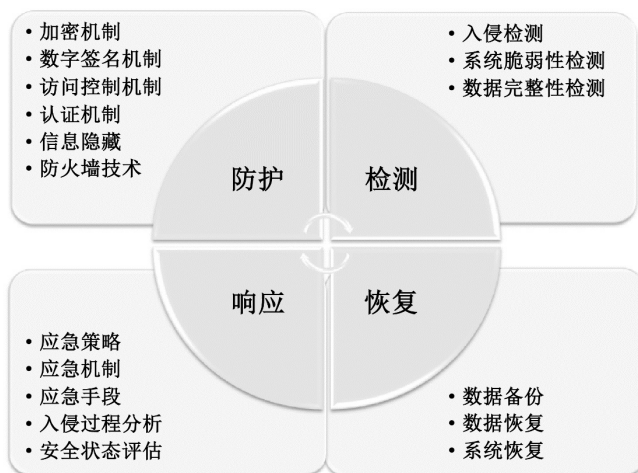 • 加密机制
• 数字签名机制
• 访问控制机制
• 认证机制
• 信息隐藏
• 防火墙技术
• 入侵检测
• 系统脆弱性检测
• 数据完整性检测
防护
检测
响应
恢复
• 应急策略
• 应急机制
• 应急手段
• 入侵过程分析
• 安全状态评估
• 数据备份
• 数据恢复
• 系统恢复